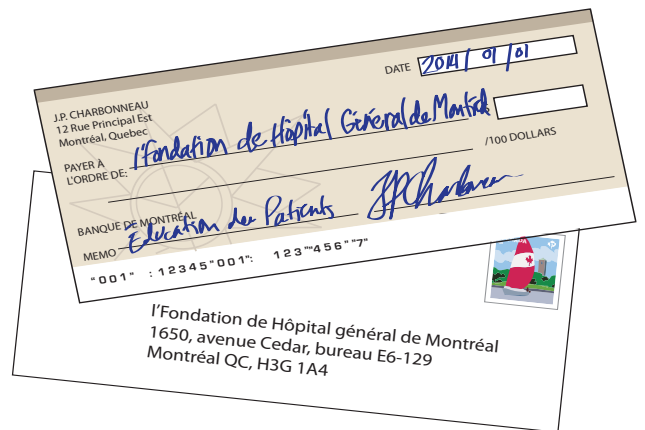 J.P. CHARBONNEAU
12 Rue Principal Est
Montréal, Quebec
DATE 2014/01/01
PAYER À
L'ORDRE DE: l'Fondation de Hôpital Général de Montréal
/100 DOLLARS
BANQUE DE MONTRÉAL
MEMO Education des Patients JPCharbonneau
"001" :12345"001": 123""456""7"
l'Fondation de Hôpital général de Montréal
1650, avenue Cedar, bureau E6-129
Montréal QC, H3G 1A4